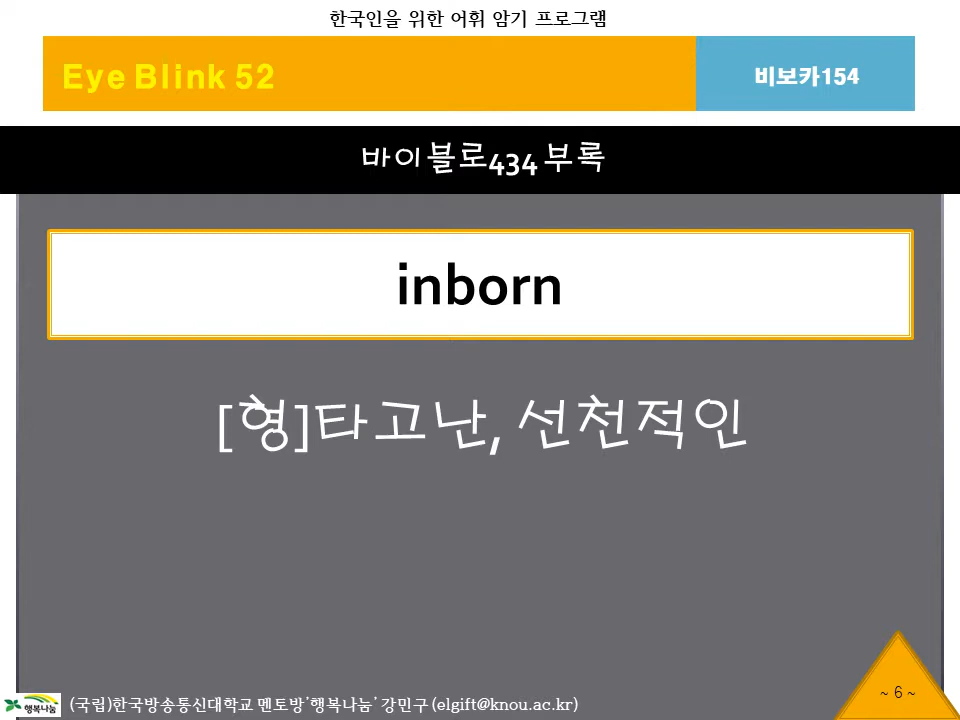 한국인을 위한 어휘 암기 프로그램
Eye Blink 52
비보카154
바이블로434 부록
inborn
[형]타고난, 선천적인
~ 6 ~
행복나눔
(국립)한국방송통신대학교 멘토방'행복나눔' 강민구 (elgift@knou.ac.kr)